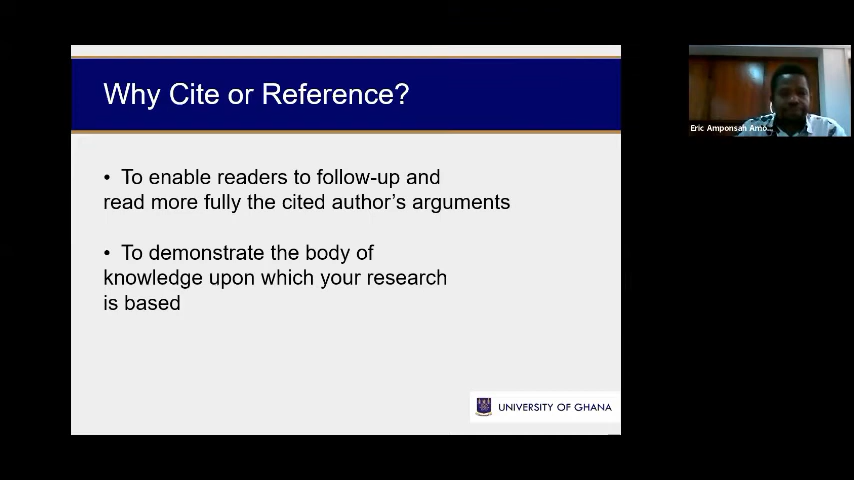 Why Cite or Reference?
• To enable readers to follow-up and
read more fully the cited author's arguments
• To demonstrate the body of
knowledge upon which your research
is based
UNIVERSITY OF GHANA
Eric Amponsah Amo...